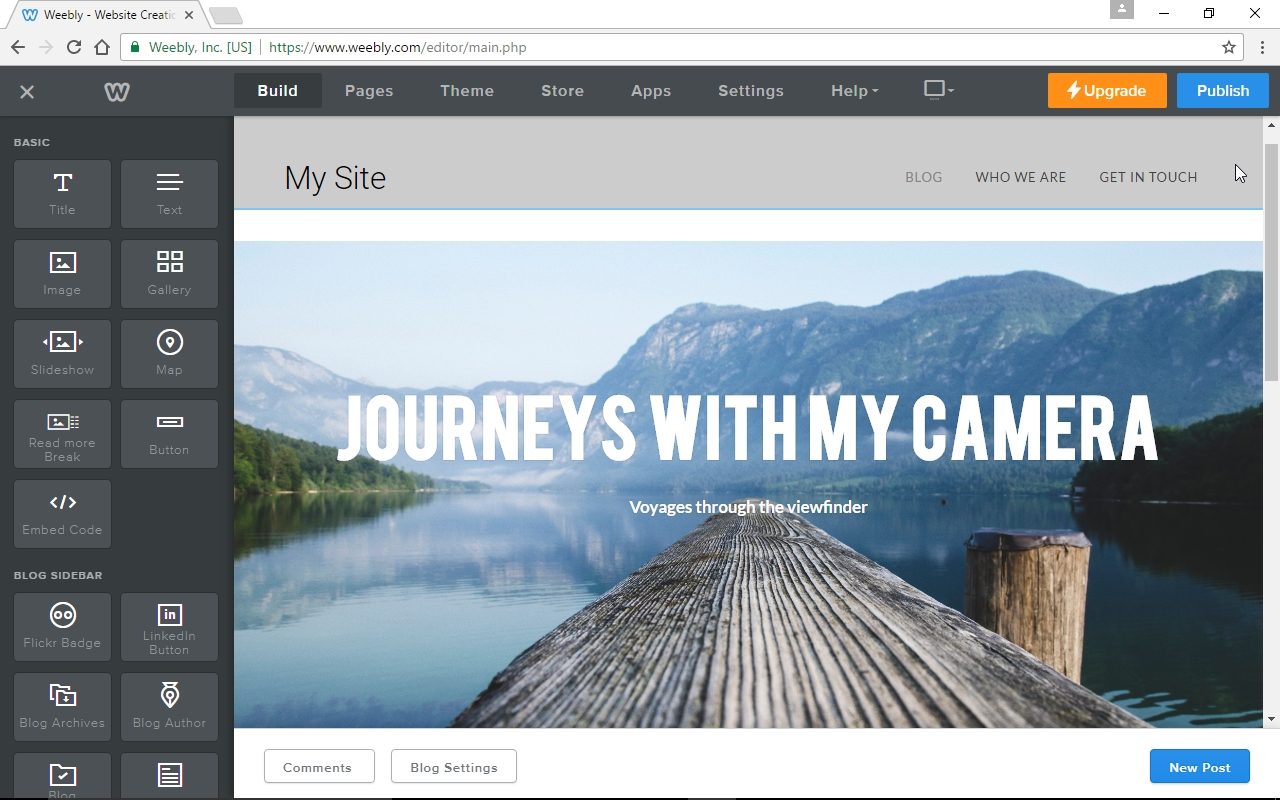 Weebly - Website Creatic
Weebly, Inc. [US]
https://www.weebly.com/editor/main.php
Build
Pages
Theme
Store
Apps
Settings
Help
Upgrade
Publish
BASIC
Title
Text
Image
Gallery
Slideshow
Map
Read more
Break
Button
Embed Code
BLOG SIDEBAR
Flickr Badge
LinkedIn
Button
Blog Archives
Blog Author
Blog
My Site
BLOG
WHO WE ARE
GET IN TOUCH
JOURNEYS WITH MY CAMERA
Voyages through the viewfinder
Comments
Blog Settings
New Post